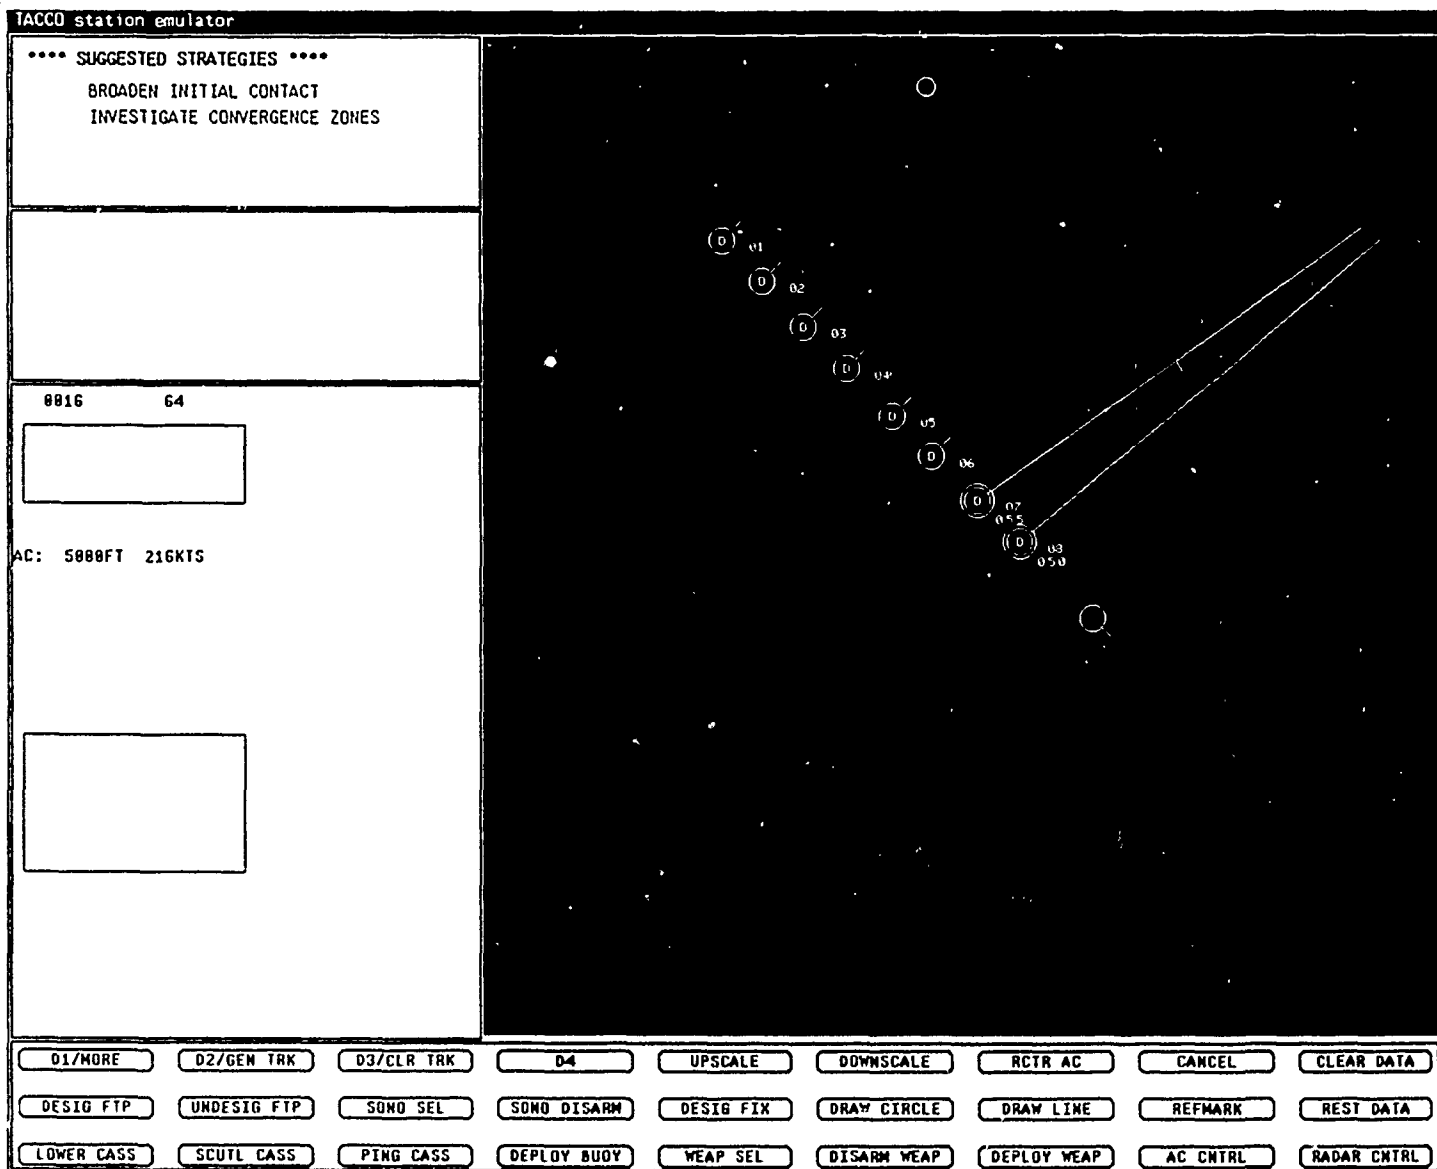 TACCO station emulator
**** SUGGESTED STRATEGIES ****
BROADEN INITIAL CONTACT
INVESTIGATE CONVERGENCE ZONES
0016 64
AC: 5000FT 216KTS
D 01
D 02
D 03
D 04
D 05
D 06
D 07
055
D 08
050
D1/MORE D2/GEN TRK D3/CLR TRK D4 UPSCALE DOWNSCALE RCTR AC CANCEL CLEAR DATA
DESIG FTP UNDESIG FTP SONO SEL SONO DISARM DESIG FIX DRAW CIRCLE DRAW LINE REFMARK REST DATA
LOWER CASS SCUTL CASS PING CASS DEPLOY BUOY WEAP SEL DISARM WEAP DEPLOY WEAP AC CNTRL RADAR CNTRL